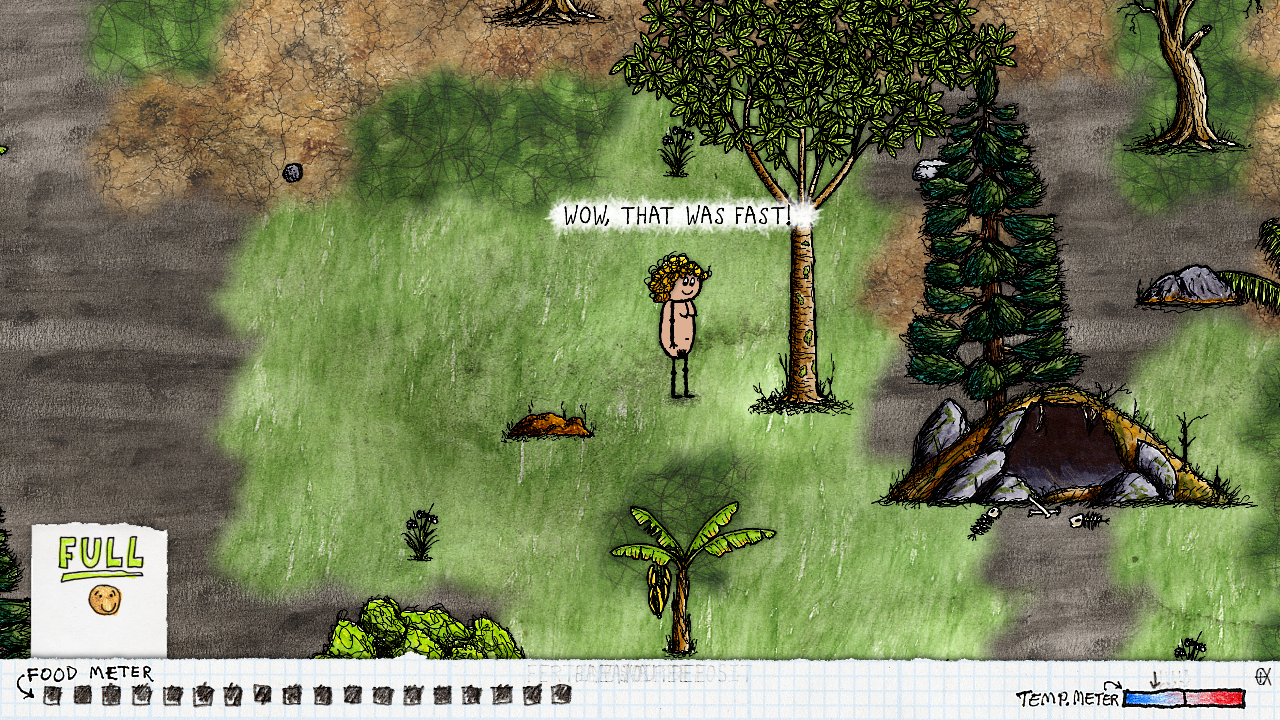 WOW, THAT WAS FAST!
FULL
FOOD METER
TEMP. METER